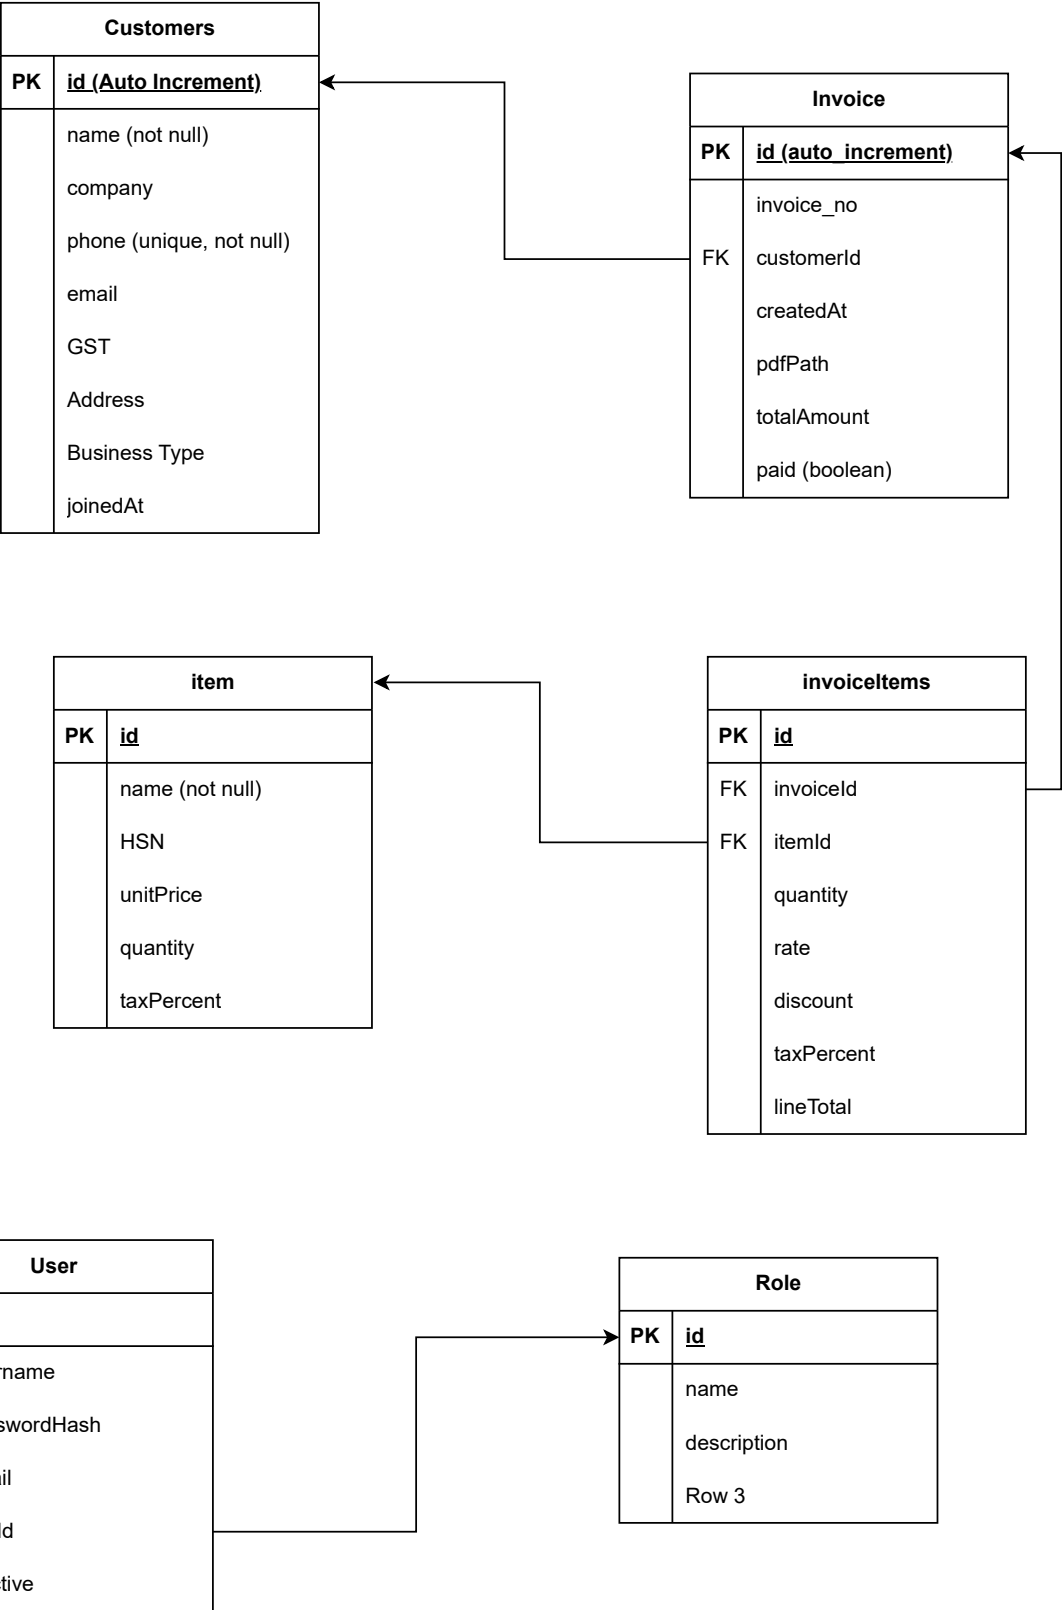 Customers
PK id (Auto Increment)
name (not null)
company
phone (unique, not null)
email
GST
Address
Business Type
joinedAt
Invoice
PK id (auto_increment)
invoice_no
FK customerId
createdAt
pdfPath
totalAmount
paid (boolean)
item
PK id
name (not null)
HSN
unitPrice
quantity
taxPercent
invoiceItems
PK id
FK invoiceId
FK itemId
quantity
rate
discount
taxPercent
lineTotal
User
Role
PK id
name
description
Row 3